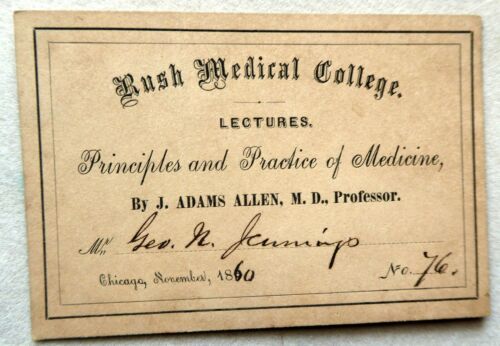 Rush Medical College.
LECTURES.
Principles and Practice of Medicine,
By J. ADAMS ALLEN, M. D., Professor.
Mr. Geo. N. Jennings
Chicago, November, 1860 No. 76.